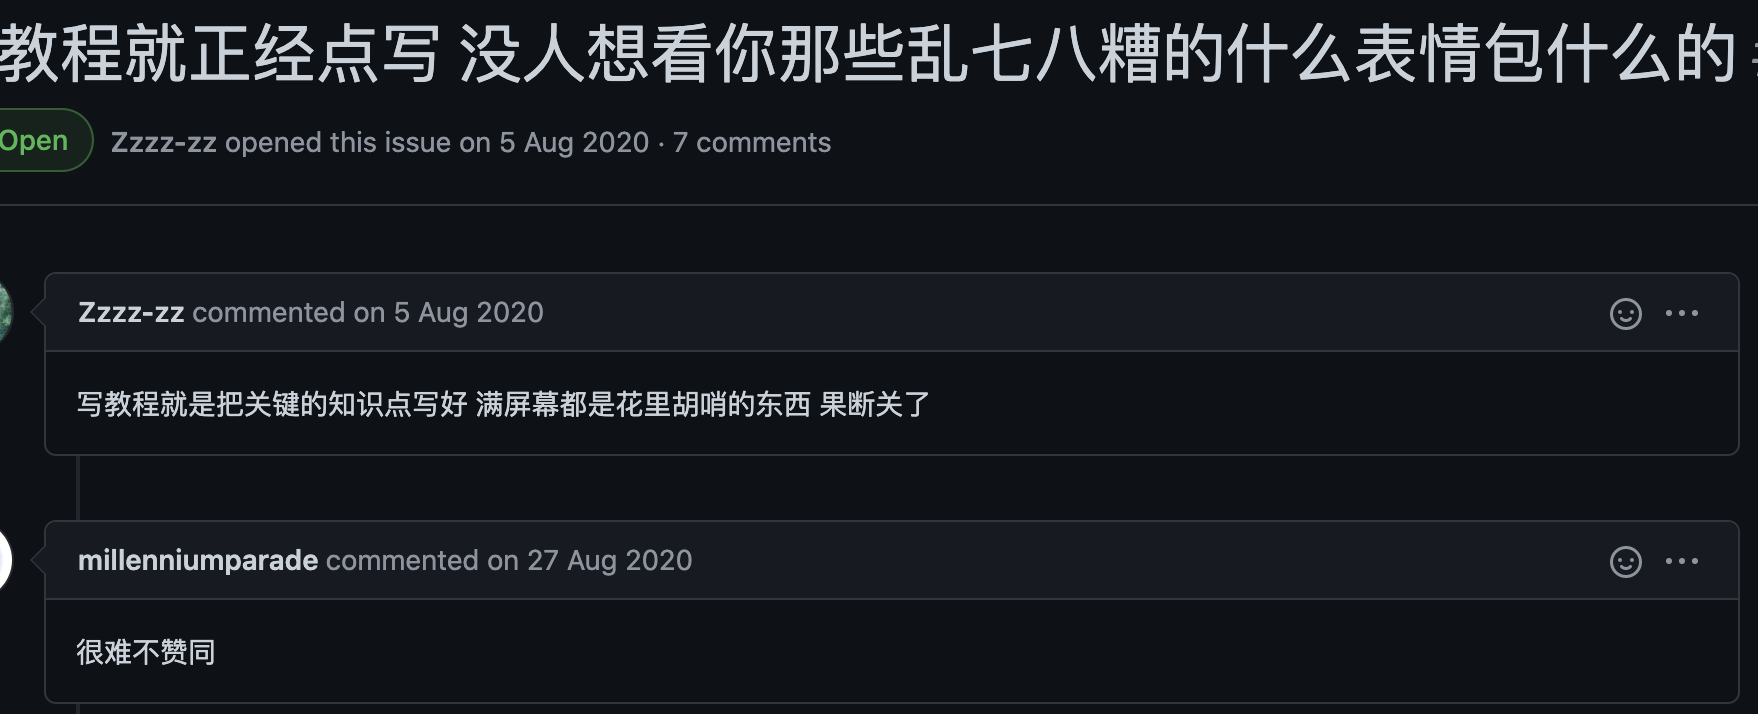 教程就正经点写 没人想看你那些乱七八糟的什么表情包什么的
Open
Zzzz-zz opened this issue on 5 Aug 2020 · 7 comments
Zzzz-zz commented on 5 Aug 2020
写教程就是把关键的知识点写好 满屏幕都是花里胡哨的东西 果断关了
millenniumparade commented on 27 Aug 2020
很难不赞同